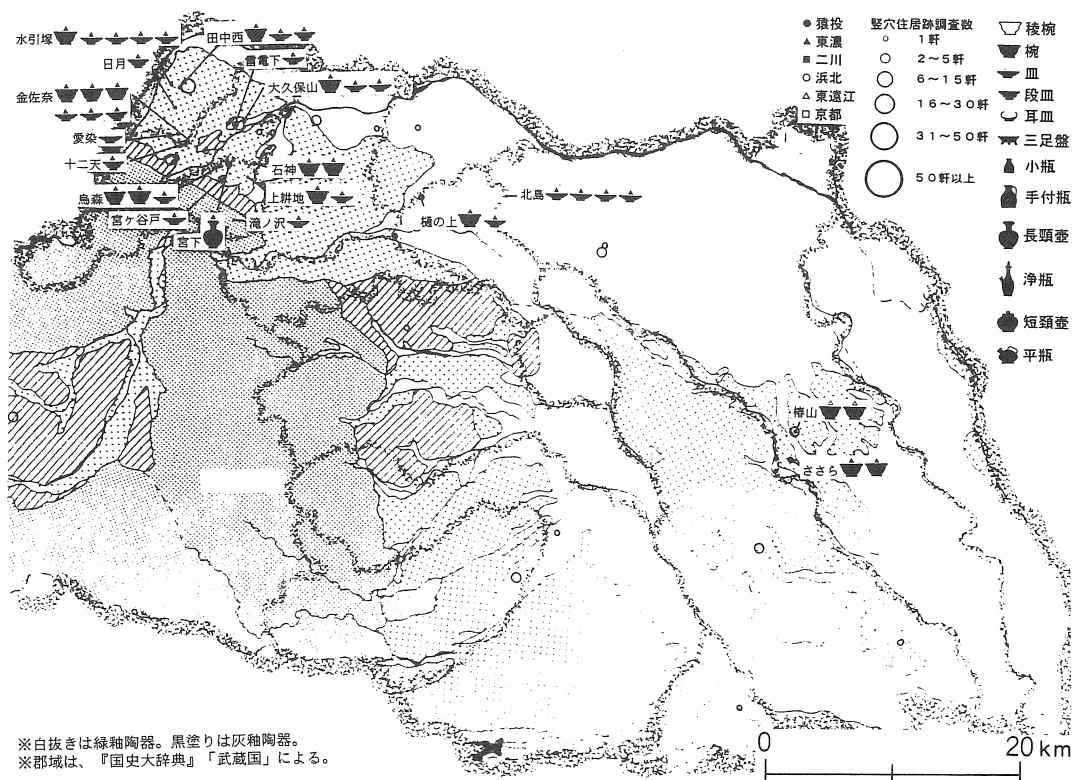 水引塚
田中西
日月
雷電下
金佐奈
大久保山
愛染
十二天
石神
鳥森
上耕地
北島
宮ヶ谷戸
滝ノ沢
樋の上
宮下
椿山
ささら
猿投
東濃
二川
浜北
東遠江
京都
竪穴住居跡調査数
1軒
2～5軒
6～15軒
16～30軒
31～50軒
50軒以上
稜椀
椀
皿
段皿
耳皿
三足盤
小瓶
手付瓶
長頸壺
浄瓶
短頚壺
平瓶
※白抜きは緑釉陶器。黒塗りは灰釉陶器。
※郡域は、『国史大辞典』「武蔵国」による。
0 20 km